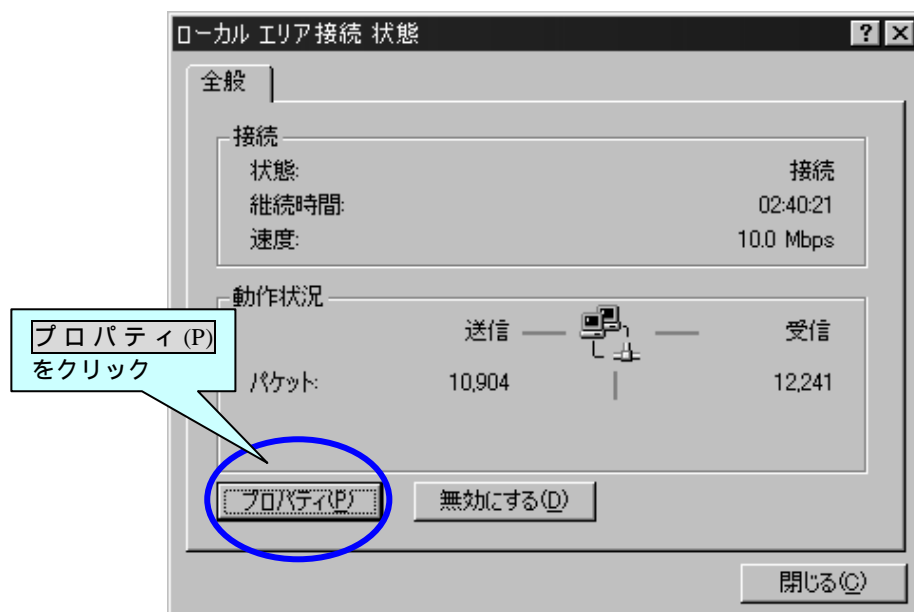 ローカル エリア接続 状態
全般
接続
状態: 接続
継続時間: 02:40:21
速度: 10.0 Mbps
動作状況
送信 受信
パケット: 10,904 12,241
プロパティ(P)
をクリック
プロパティ(P) 無効にする(D)
閉じる(C)